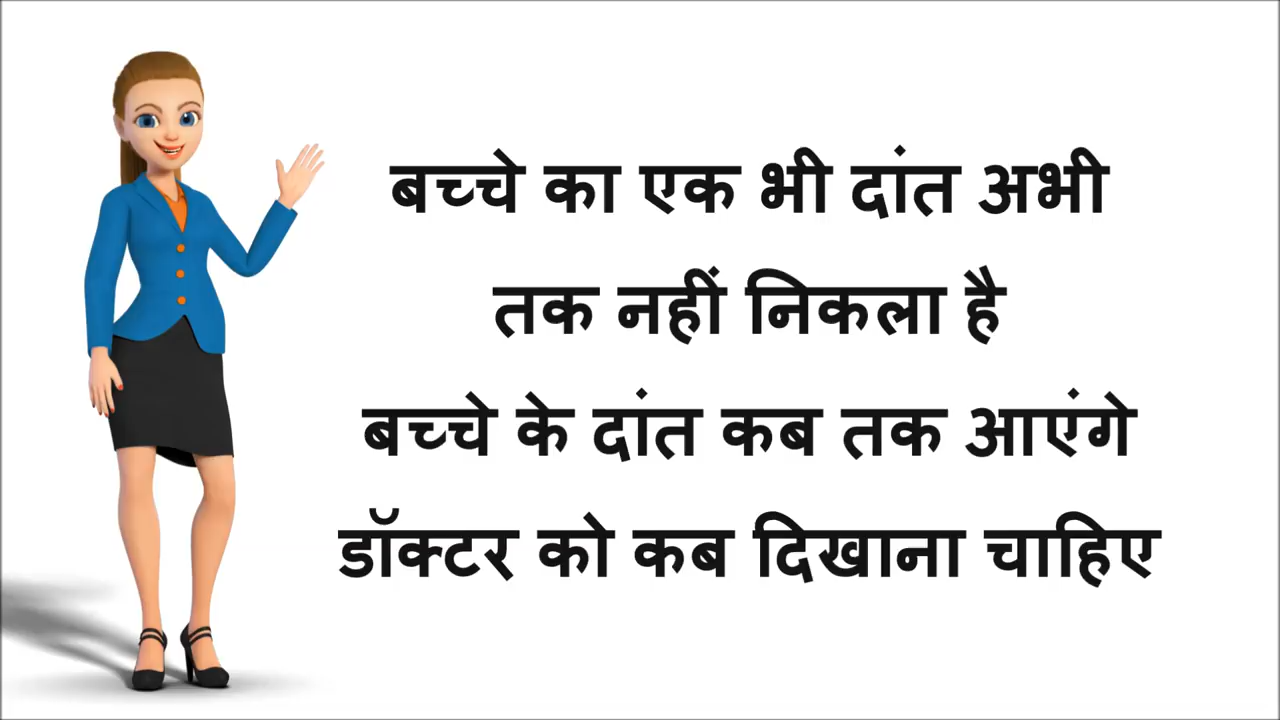 बच्चे का एक भी दांत अभी
तक नहीं निकला है
बच्चे के दांत कब तक आएंगे
डॉक्टर को कब दिखाना चाहिए